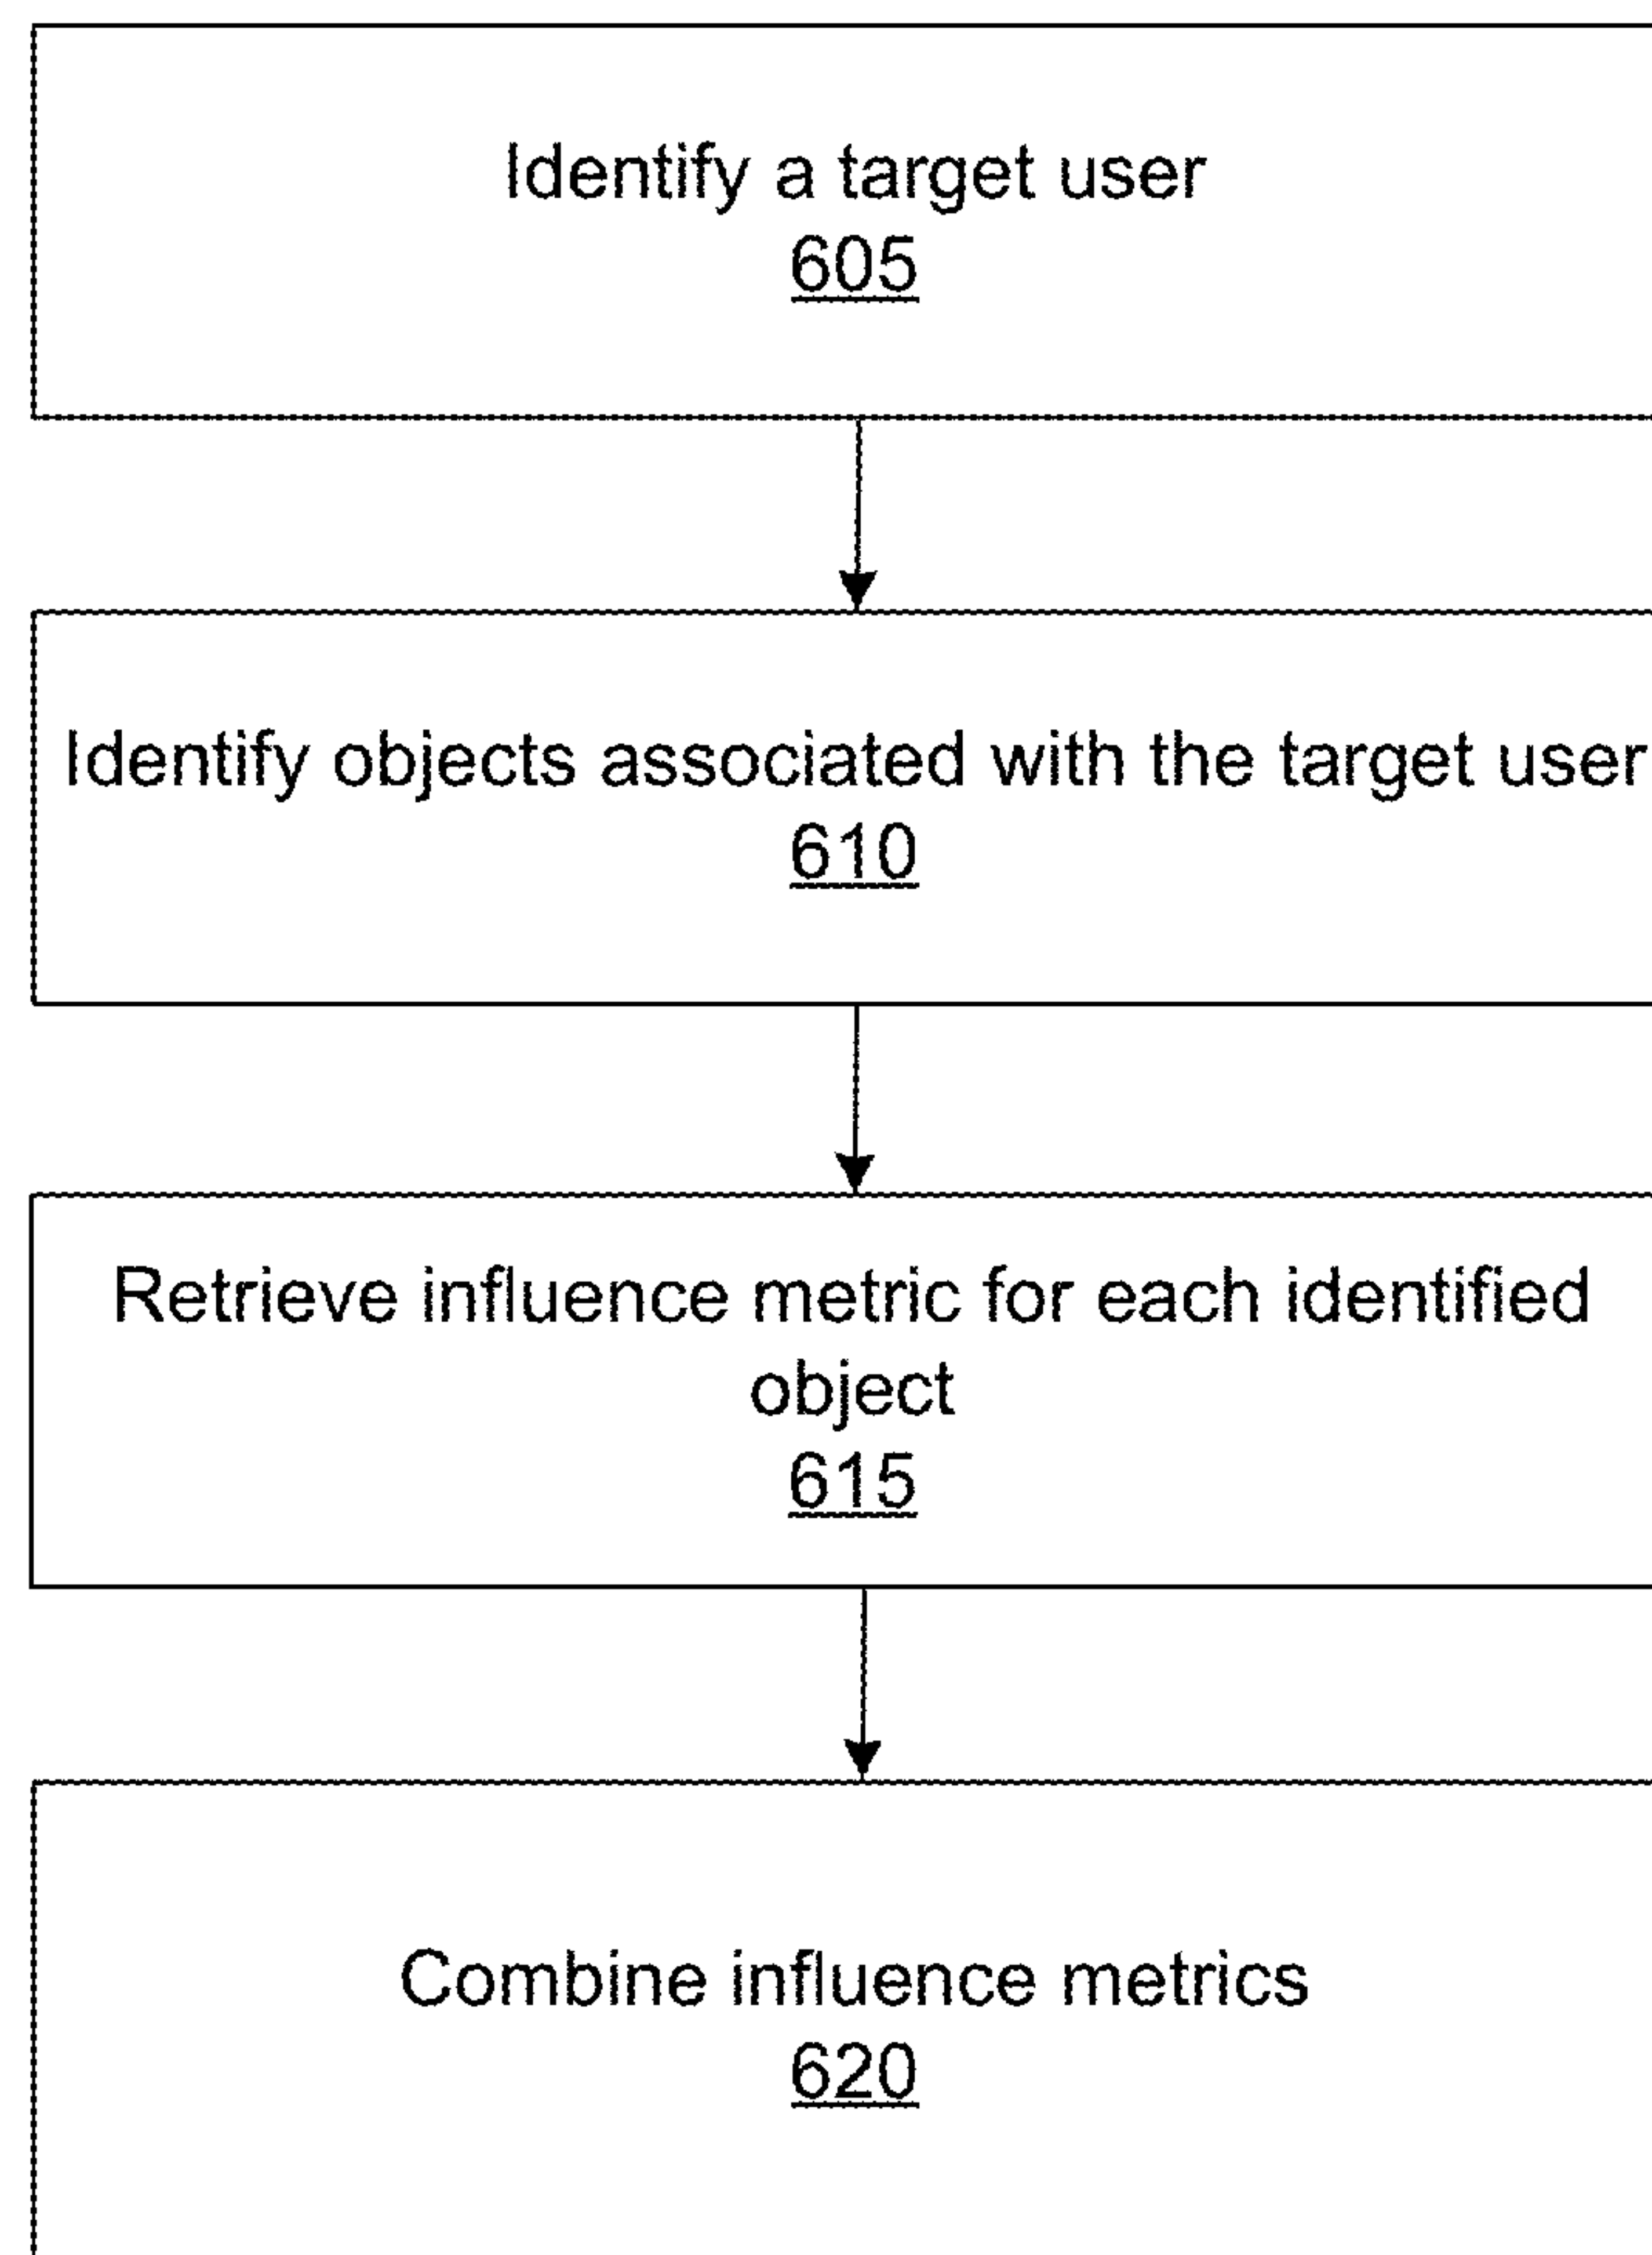 Identify a target user
605
Identify objects associated with the target user
610
Retrieve influence metric for each identified
object
615
Combine influence metrics
620